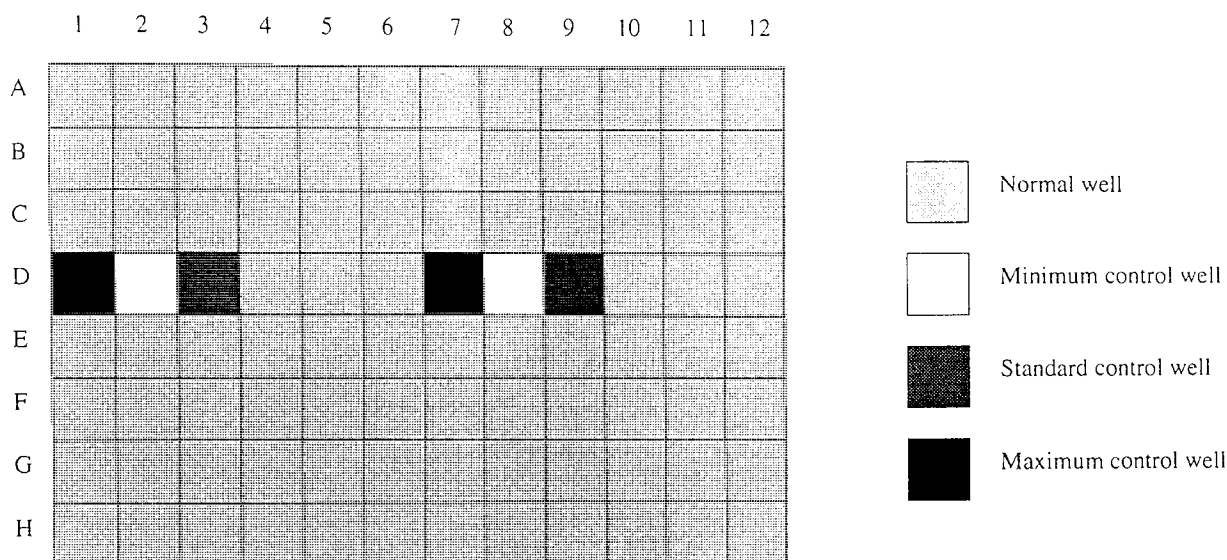 1 2 3 4 5 6 7 8 9 10 11 12
A
B
C
D
E
F
G
H
Normal well
Minimum control well
Standard control well
Maximum control well